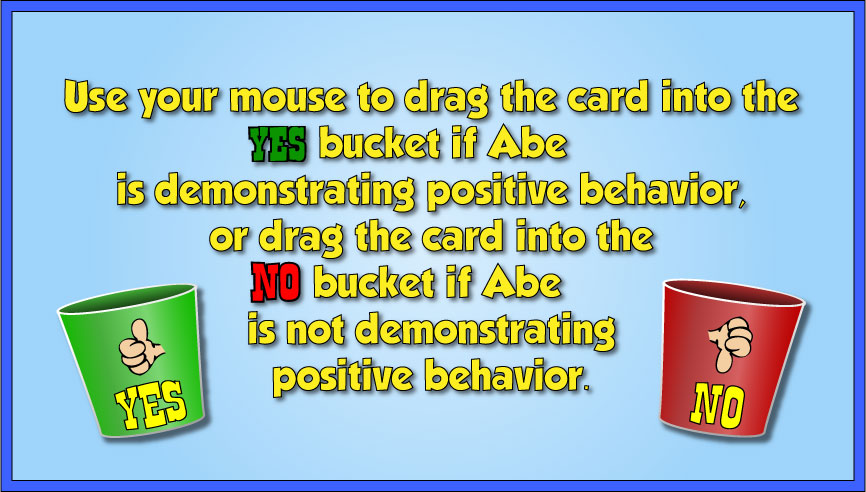 Use your mouse to drag the card into the
YES bucket if Abe
is demonstrating positive behavior,
or drag the card into the
NO bucket if Abe
is not demonstrating
positive behavior.
YES
NO